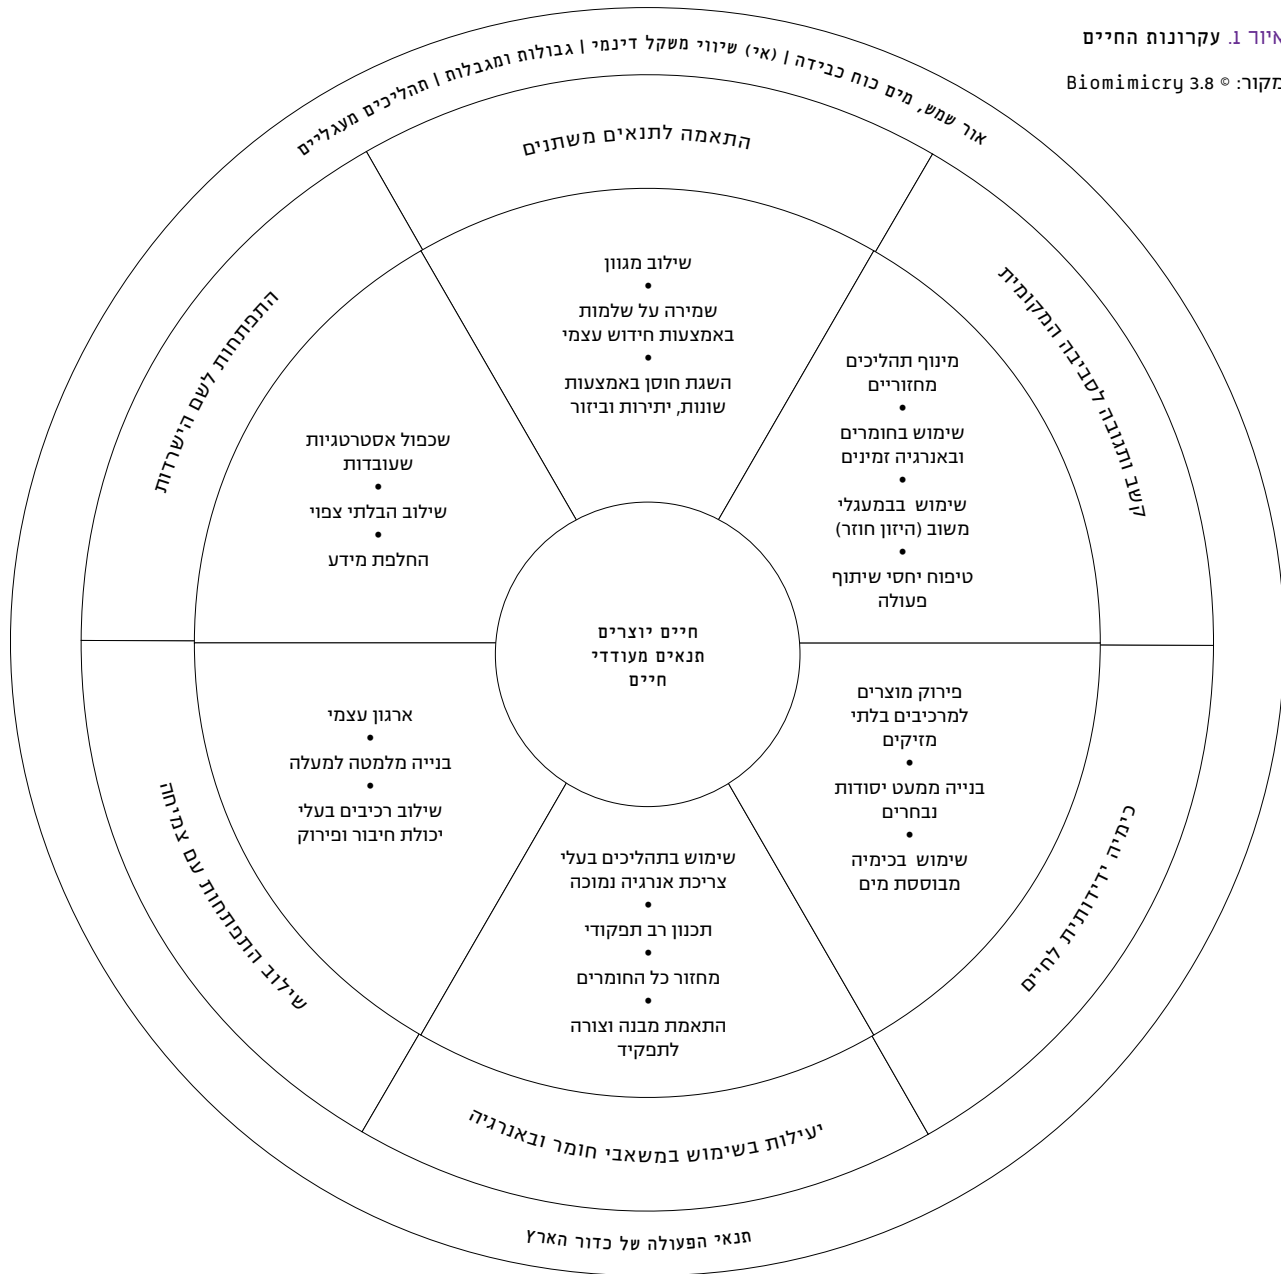 איור 1. עקרונות החיים
מקור: © Biomimicry 3.8
אור שמש, מים כוח כבידה | (אי) שיווי משקל דינמי | גבולות ומגבלות | תהליכים מעגליים
התאמה לתנאים משתנים
שילוב מגוון
•
שמירה על שלמות
באמצעות חידוש עצמי
•
השגת חוסן באמצעות
שונות, יתירות וביזור
קשב ותגובה לסביבה המקומית
מינוף תהליכים
מחזוריים
•
שימוש בחומרים
ובאנרגיה זמינים
•
שימוש בבמעגלי
משוב (היזון חוזר)
•
טיפוח יחסי שיתוף
פעולה
כימיה ידידותית לחיים
פירוק מוצרים
למרכיבים בלתי
מזיקים
•
בנייה ממעט יסודות
נבחרים
•
שימוש בכימיה
מבוססת מים
יעילות בשימוש במשאבי חומר ובאנרגיה
שימוש בתהליכים בעלי
צריכת אנרגיה נמוכה
•
תכנון רב תפקודי
•
מחזור כל החומרים
•
התאמת מבנה וצורה
לתפקיד
שילוב התפתחות עם צמיחה
ארגון עצמי
•
בנייה מלמטה למעלה
•
שילוב רכיבים בעלי
יכולת חיבור ופירוק
התפתחות לשם הישרדות
שכפול אסטרטגיות
שעובדות
•
שילוב הבלתי צפוי
•
החלפת מידע
חיים יוצרים
תנאים מעודדי
חיים
תנאי הפעולה של כדור הארץ